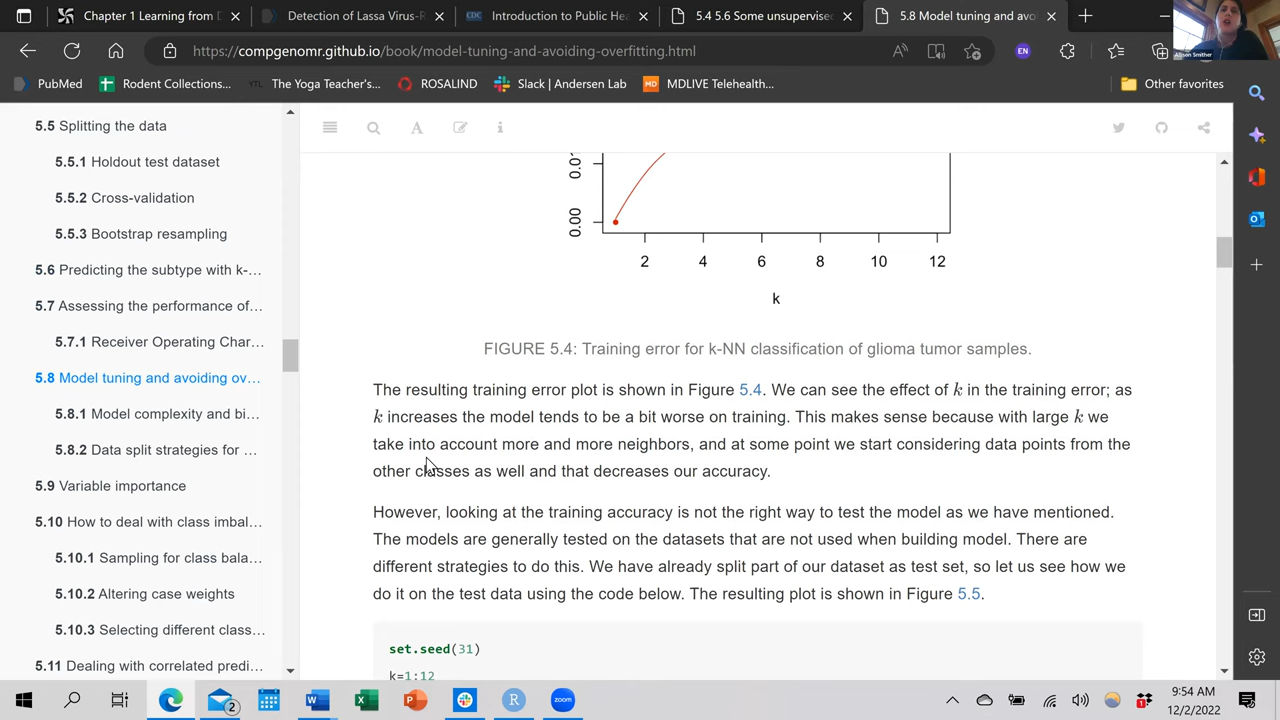 Chapter 1 Learning from D
Detection of Lassa Virus-R
CDC
Introduction to Public Hea
5.4 5.6 Some unsupervise
5.8 Model tuning and avoi
Allison Smither
https://compgenomr.github.io/book/model-tuning-and-avoiding-overfitting.html
EN
PubMed
Rodent Collections...
YTL
The Yoga Teacher's...
ROSALIND
Slack | Andersen Lab
MD
MDLIVE Telehealth...
Other favorites
5.5 Splitting the data
5.5.1 Holdout test dataset
5.5.2 Cross-validation
5.5.3 Bootstrap resampling
5.6 Predicting the subtype with k-...
5.7 Assessing the performance of...
5.7.1 Receiver Operating Char...
5.8 Model tuning and avoiding ov...
5.8.1 Model complexity and bi...
5.8.2 Data split strategies for ...
5.9 Variable importance
5.10 How to deal with class imbal...
5.10.1 Sampling for class bala...
5.10.2 Altering case weights
5.10.3 Selecting different class...
5.11 Dealing with correlated predi...
0.00
2 4 6 8 10 12
k
FIGURE 5.4: Training error for k-NN classification of glioma tumor samples.
The resulting training error plot is shown in Figure 5.4. We can see the effect of k in the training error; as
k increases the model tends to be a bit worse on training. This makes sense because with large k we
take into account more and more neighbors, and at some point we start considering data points from the
other classes as well and that decreases our accuracy.
However, looking at the training accuracy is not the right way to test the model as we have mentioned.
The models are generally tested on the datasets that are not used when building model. There are
different strategies to do this. We have already split part of our dataset as test set, so let us see how we
do it on the test data using the code below. The resulting plot is shown in Figure 5.5.
set.seed(31)
k=1:12
2
zoom
1
9:54 AM
12/2/2022